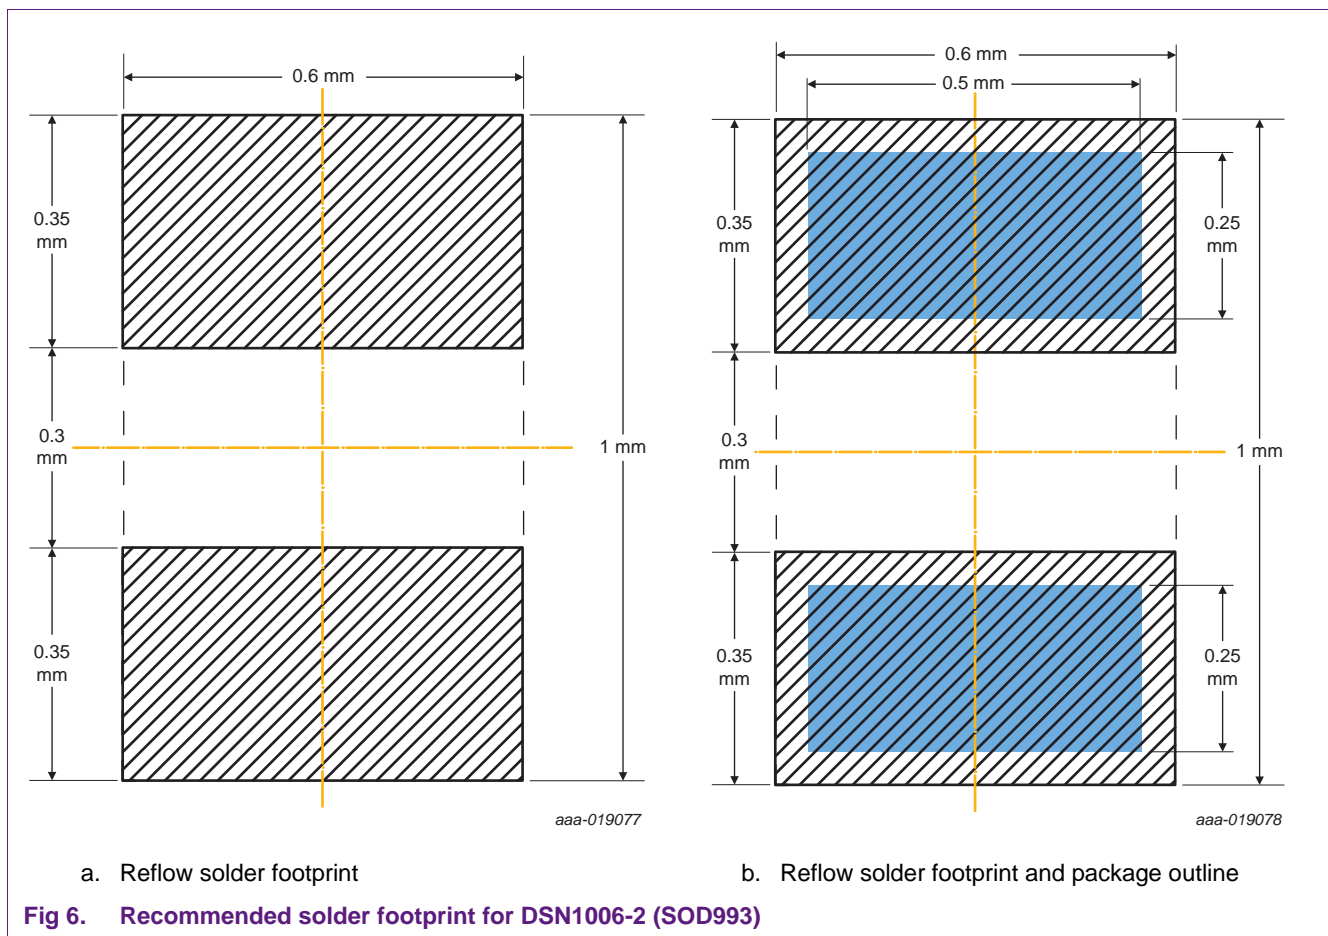 0.6 mm
0.35
mm
0.3
mm
1 mm
0.35
mm
aaa-019077
a. Reflow solder footprint
0.6 mm
0.5 mm
0.35
mm
0.25
mm
0.3
mm
1 mm
0.35
mm
0.25
mm
aaa-019078
b. Reflow solder footprint and package outline
Fig 6. Recommended solder footprint for DSN1006-2 (SOD993)